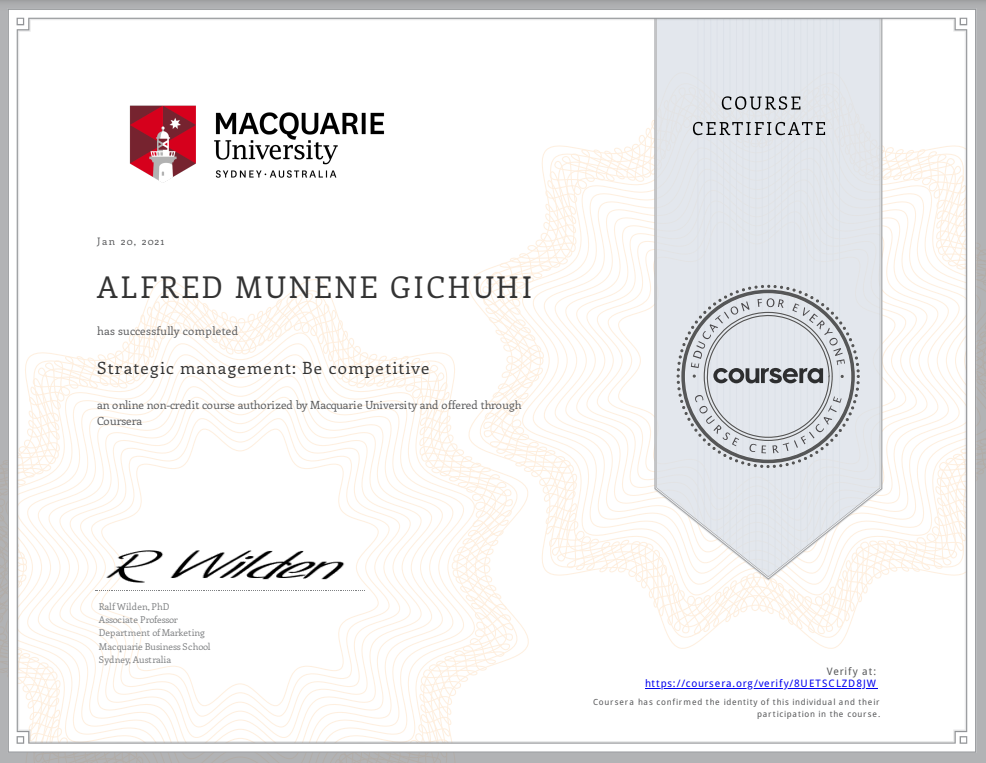 MACQUARIE
University
SYDNEY·AUSTRALIA
COURSE
CERTIFICATE
Jan 20, 2021
ALFRED MUNENE GICHUHI
has successfully completed
Strategic management: Be competitive
an online non-credit course authorized by Macquarie University and offered through
Coursera
EDUCATION FOR EVERYONE
coursera
COURSE CERTIFICATE
R Wilden
Ralf Wilden, PhD
Associate Professor
Department of Marketing
Macquarie Business School
Sydney, Australia
Verify at:
https://coursera.org/verify/8UETSCLZD8JW
Coursera has confirmed the identity of this individual and their
participation in the course.